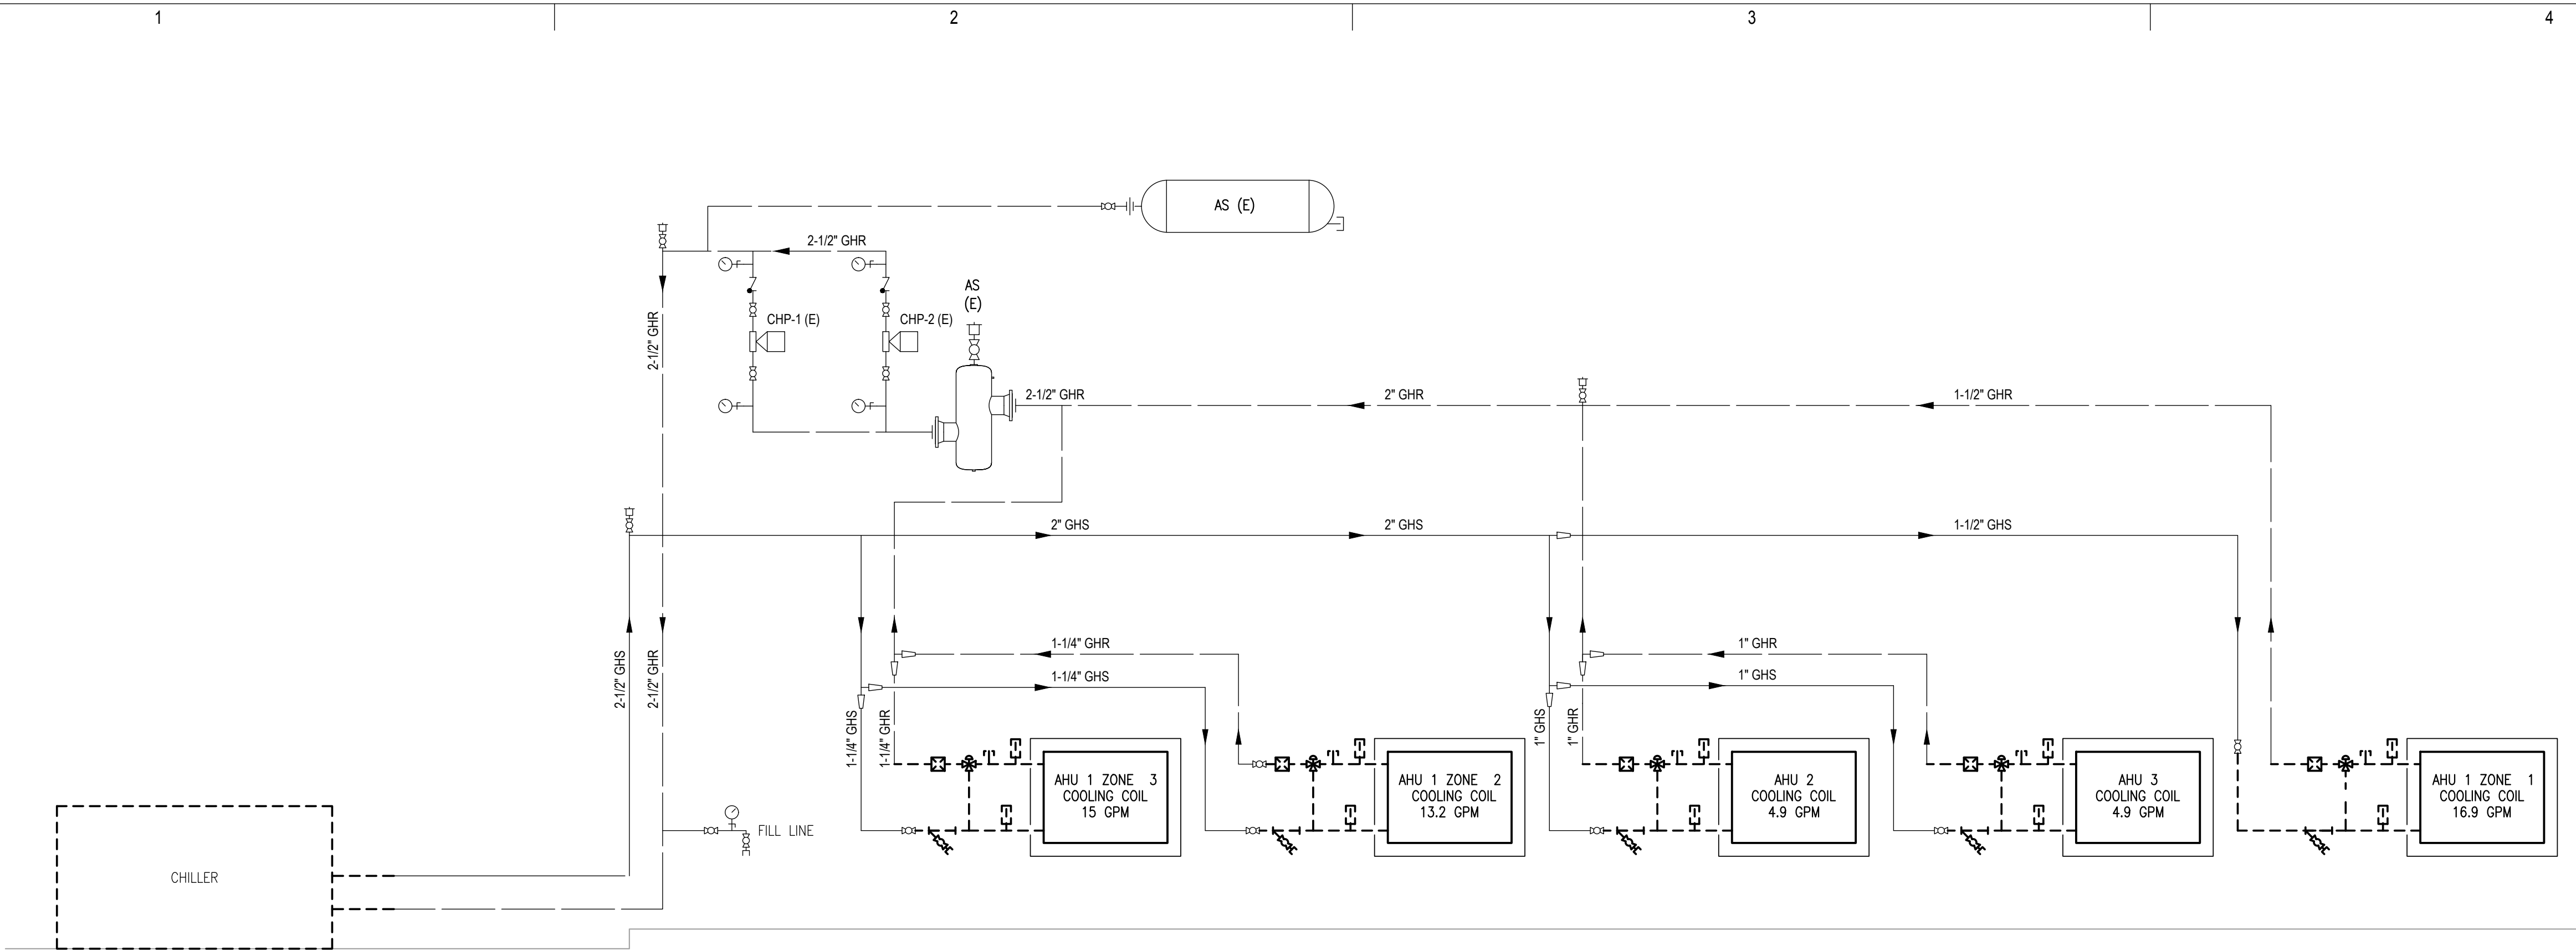 1
2
3
4
AS (E)
2-1/2" GHR
AS
(E)
CHP-1 (E)
CHP-2 (E)
2-1/2" GHR
2-1/2" GHR
2" GHR
1-1/2" GHR
2" GHS
2" GHS
1-1/2" GHS
1-1/4" GHR
1" GHR
1-1/4" GHS
1" GHS
2-1/2" GHS
2-1/2" GHR
1-1/4" GHS
1-1/4" GHR
1" GHS
1" GHR
AHU 1 ZONE 3
COOLING COIL
15 GPM
AHU 1 ZONE 2
COOLING COIL
13.2 GPM
AHU 2
COOLING COIL
4.9 GPM
AHU 3
COOLING COIL
4.9 GPM
AHU 1 ZONE 1
COOLING COIL
16.9 GPM
FILL LINE
CHILLER